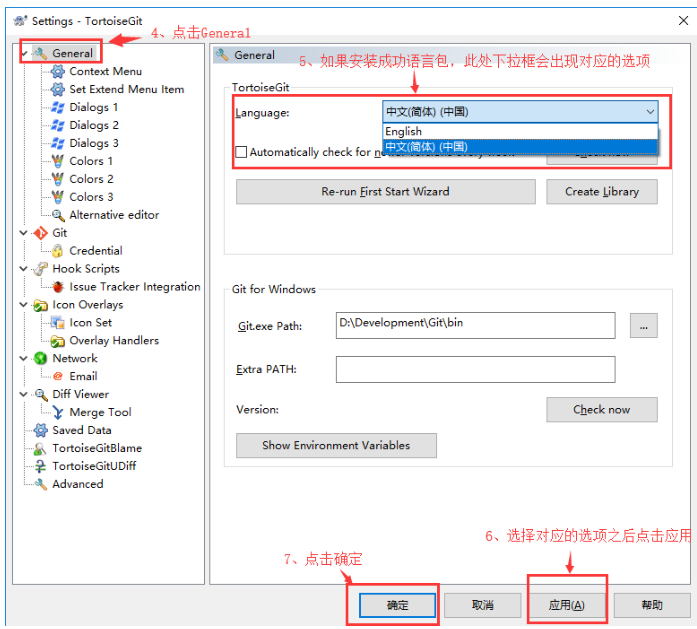 Settings - TortoiseGit
4、点击General
General
Context Menu
Set Extend Menu Item
Dialogs 1
Dialogs 2
Dialogs 3
Colors 1
Colors 2
Colors 3
Alternative editor
Git
Credential
Hook Scripts
Issue Tracker Integration
Icon Overlays
Icon Set
Overlay Handlers
Network
Email
Diff Viewer
Merge Tool
Saved Data
TortoiseGitBlame
TortoiseGitUDiff
Advanced
General
5、如果安装成功语言包，此处下拉框会出现对应的选项
TortoiseGit
Language:
中文(简体) (中国)
English
中文(简体) (中国)
Automatically check for
Re-run First Start Wizard
Create Library
Git for Windows
Git.exe Path:
D:\Development\Git\bin
...
Extra PATH:
Version:
Check now
Show Environment Variables
6、选择对应的选项之后点击应用
7、点击确定
确定
取消
应用(A)
帮助